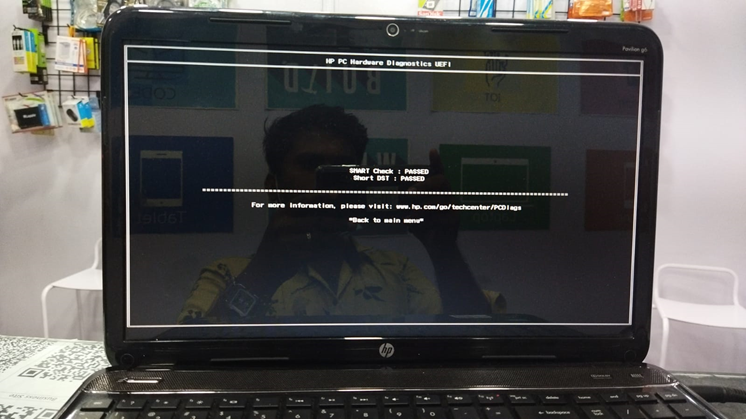 Pavilion g6
HP PC Hardware Diagnostics UEFI
SMART Check : PASSED
Short DST : PASSED
For more information, please visit: www.hp.com/go/techcenter/PCDiags
"Back to main menu"
hp